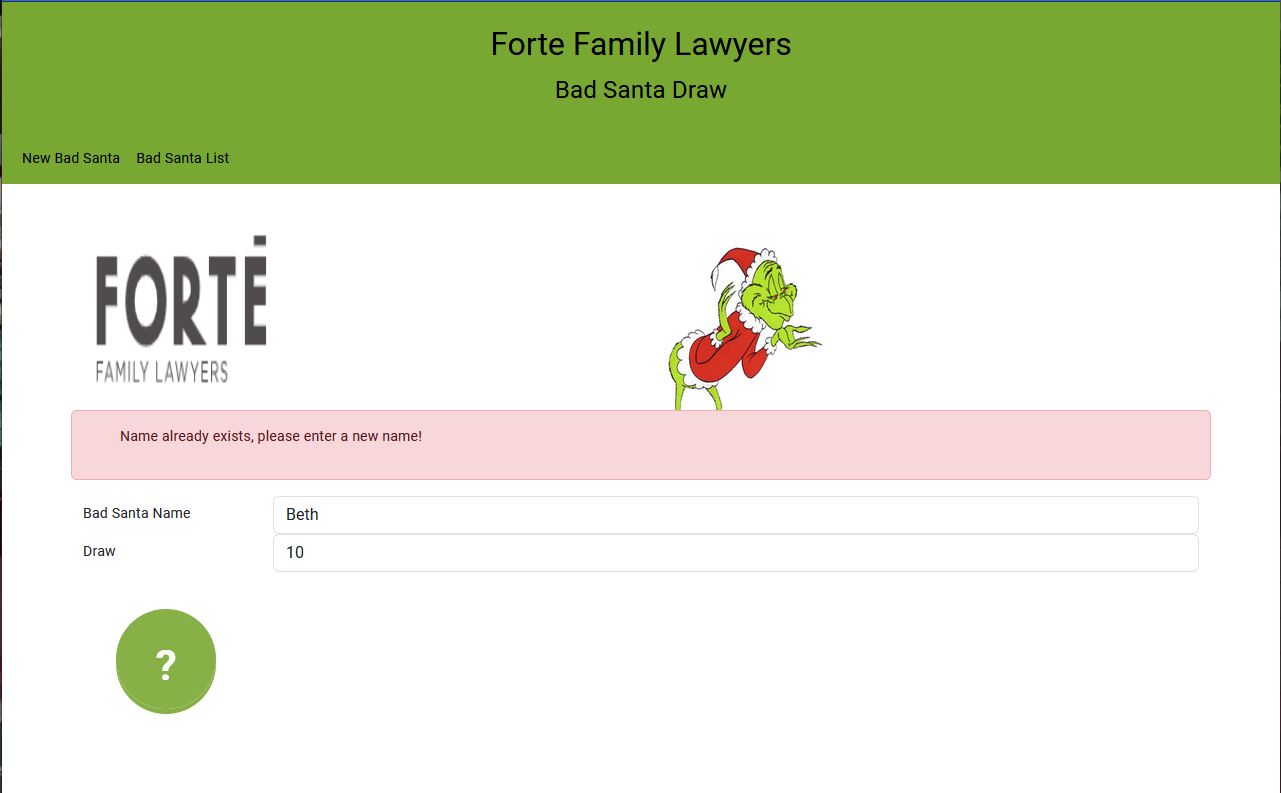 Forte Family Lawyers
Bad Santa Draw
New Bad Santa Bad Santa List
FORTĒ
FAMILY LAWYERS
Name already exists, please enter a new name!
Bad Santa Name Beth
Draw 10
?